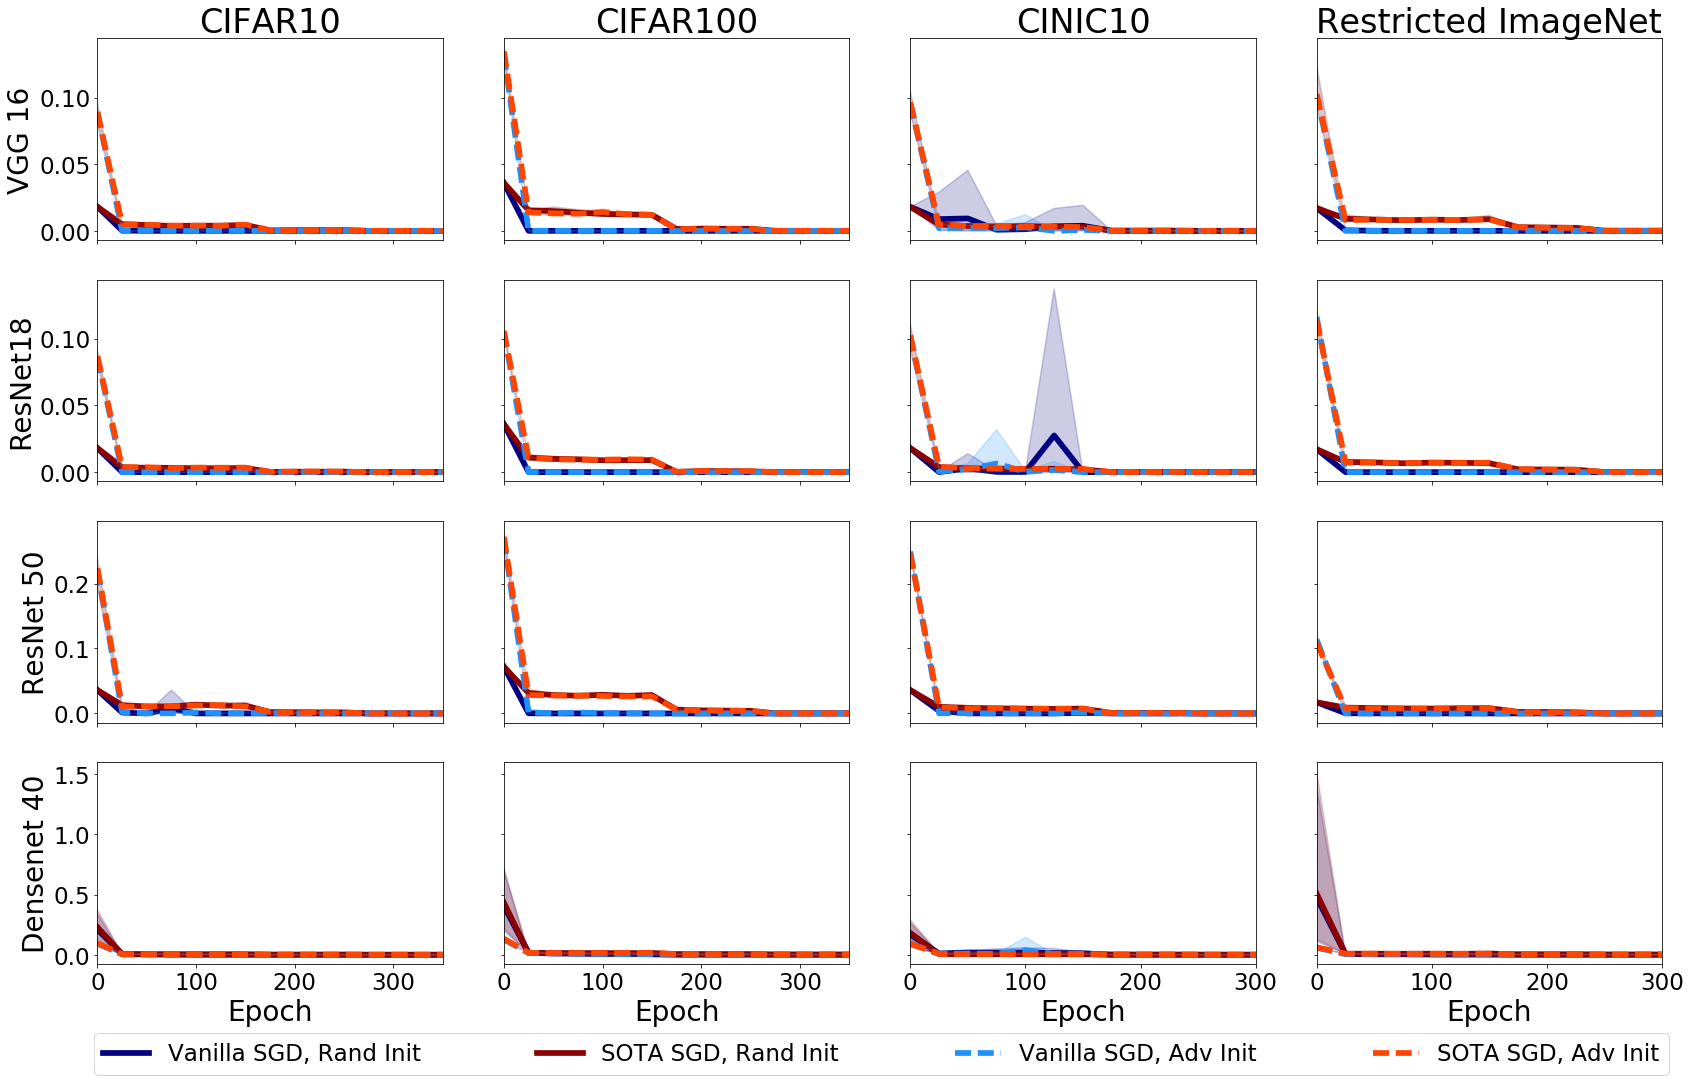 CIFAR10 CIFAR100 CINIC10 Restricted ImageNet
VGG 16
0.10
0.05
0.00
ResNet18
0.10
0.05
0.00
ResNet 50
0.2
0.1
0.0
Densenet 40
1.5
1.0
0.5
0.0
0 100 200 300 0 100 200 300 0 100 200 300 0 100 200 300
Epoch Epoch Epoch Epoch
Vanilla SGD, Rand Init SOTA SGD, Rand Init Vanilla SGD, Adv Init SOTA SGD, Adv Init